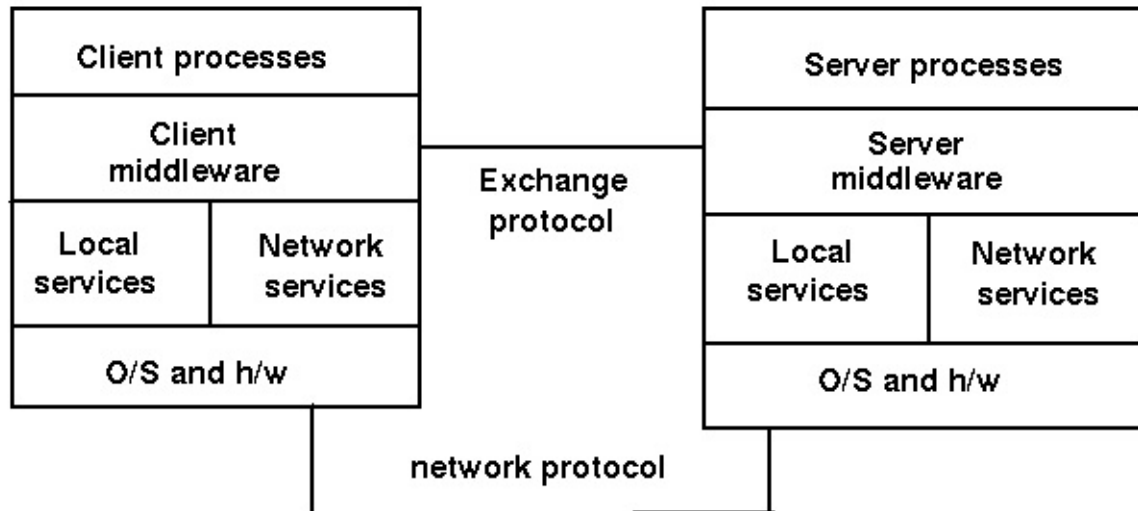 Client processes
Client
middleware
Local
services
Network
services
O/S and h/w
Exchange
protocol
network protocol
Server processes
Server
middleware
Local
services
Network
services
O/S and h/w